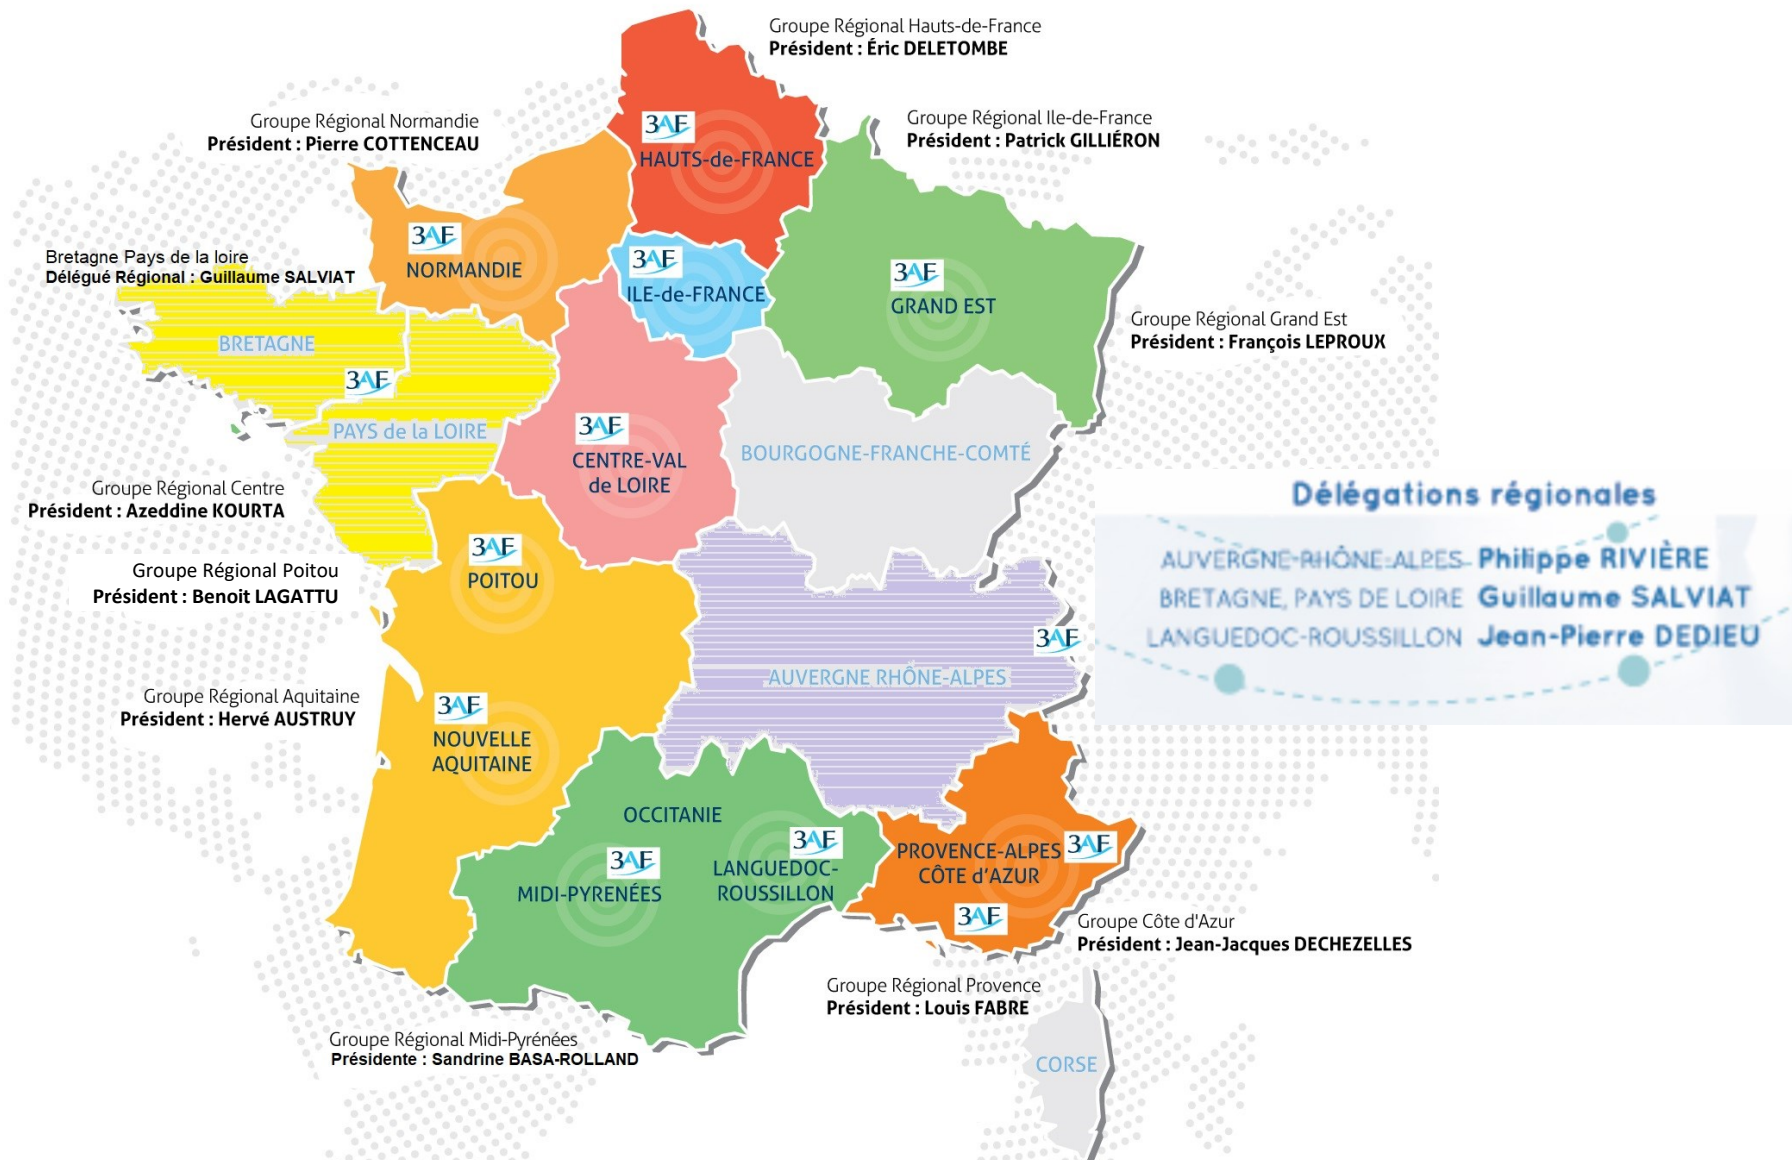 Groupe Régional Hauts-de-France
Président : Éric DELETOMBE
Groupe Régional Normandie
Président : Pierre COTTENCEAU
Groupe Régional Ile-de-France
Président : Patrick GILLIÉRON
3AF
HAUTS-de-FRANCE
3AF
NORMANDIE
Bretagne Pays de la loire
Délégué Régional : Guillaume SALVIAT
3AF
ILE-de-FRANCE
3AF
GRAND EST
Groupe Régional Grand Est
Président : François LEPROUX
BRETAGNE
3AF
PAYS de la LOIRE
3AF
CENTRE-VAL
de LOIRE
BOURGOGNE-FRANCHE-COMTÉ
Groupe Régional Centre
Président : Azeddine KOURTA
Délégations régionales
AUVERGNE-RHÔNE-ALPES Philippe RIVIÈRE
BRETAGNE, PAYS DE LOIRE Guillaume SALVIAT
LANGUEDOC-ROUSSILLON Jean-Pierre DEDIEU
Groupe Régional Poitou
Président : Benoit LAGATTU
3AF
POITOU
3AF
AUVERGNE RHÔNE-ALPES
Groupe Régional Aquitaine
Président : Hervé AUSTRUY
3AF
NOUVELLE
AQUITAINE
OCCITANIE
3AF
MIDI-PYRENÉES
3AF
LANGUEDOC-
ROUSSILLON
PROVENCE-ALPES
CÔTE d'AZUR
3AF
3AF
Groupe Côte d'Azur
Président : Jean-Jacques DECHEZELLES
Groupe Régional Provence
Président : Louis FABRE
Groupe Régional Midi-Pyrénées
Présidente : Sandrine BASA-ROLLAND
CORSE